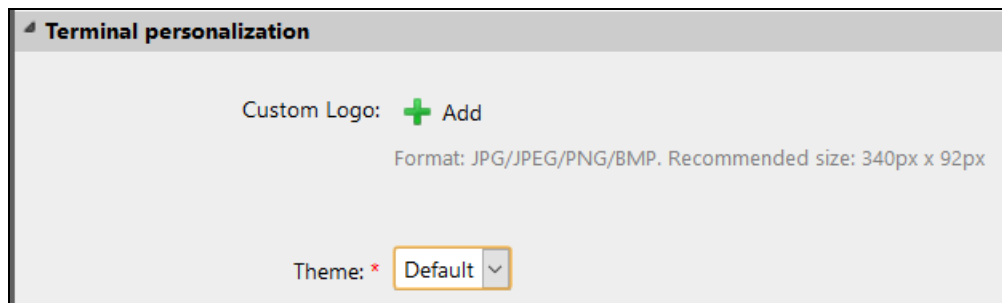 Terminal personalization
Custom Logo: Add
Format: JPG/JPEG/PNG/BMP. Recommended size: 340px x 92px
Theme: * Default